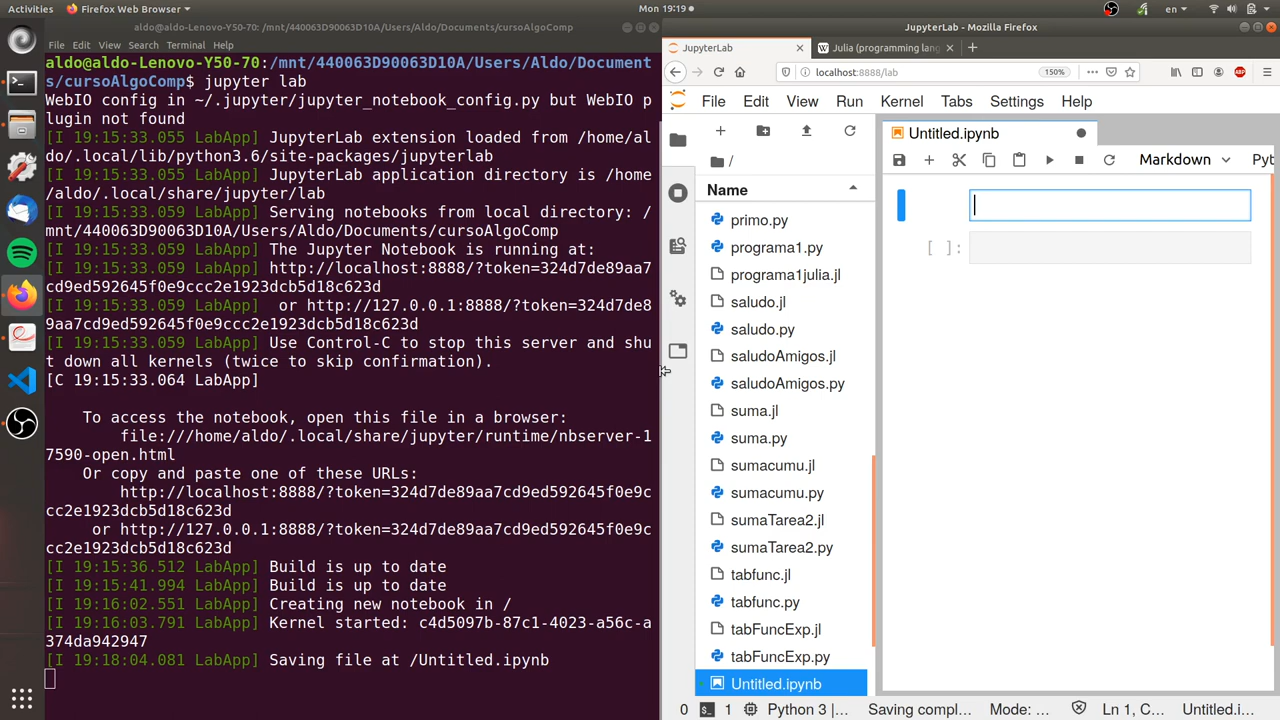 Activities
Firefox Web Browser
Mon 19:19
en
aldo@aldo-Lenovo-Y50-70: /mnt/440063D90063D10A/Users/Aldo/Documents/cursoAlgoComp
File Edit View Search Terminal Help
aldo@aldo-Lenovo-Y50-70:/mnt/440063D90063D10A/Users/Aldo/Document
s/cursoAlgoComp$ jupyter lab
WebIO config in ~/.jupyter/jupyter_notebook_config.py but WebIO p
lugin not found
[I 19:15:33.059 LabApp] JupyterLab extension loaded from /home/al
do/.local/lib/python3.6/site-packages/jupyterlab
[I 19:15:33.055 LabApp] JupyterLab application directory is /home
/aldo/.local/share/jupyter/lab
[I 19:15:33.059 LabApp] Serving notebooks from local directory: /
mnt/440063D90063D10A/Users/Aldo/Documents/cursoAlgoComp
[I 19:15:33.059 LabApp] The Jupyter Notebook is running at:
[I 19:15:33.059 LabApp] http://localhost:8888/?token=324d7de89aa7
cd9ed592645f0e9ccc2e1923dcb5d18c623d
[I 19:15:33.059 LabApp]  or http://127.0.0.1:8888/?token=324d7de8
9aa7cd9ed592645f0e9ccc2e1923dcb5d18c623d
[I 19:15:33.059 LabApp] Use Control-C to stop this server and shu
t down all kernels (twice to skip confirmation).
[C 19:15:33.064 LabApp]
To access the notebook, open this file in a browser:
file:///home/aldo/.local/share/jupyter/runtime/nbserver-1
7590-open.html
Or copy and paste one of these URLs:
http://localhost:8888/?token=324d7de89aa7cd9ed592645f0e9c
cc2e1923dcb5d18c623d
or http://127.0.0.1:8888/?token=324d7de89aa7cd9ed592645f0e9c
cc2e1923dcb5d18c623d
[I 19:15:36.512 LabApp] Build is up to date
[I 19:15:41.994 LabApp] Build is up to date
[I 19:16:02.551 LabApp] Creating new notebook in /
[I 19:16:03.791 LabApp] Kernel started: c4d5097b-87c1-4023-a56c-a
374da942947
[I 19:18:04.081 LabApp] Saving file at /Untitled.ipynb
JupyterLab - Mozilla Firefox
JupyterLab
Julia (programming lang
localhost:8888/lab
150%
ABP
File Edit View Run Kernel Tabs Settings Help
/
Name
primo.py
programa1.py
programa1julia.jl
saludo.jl
saludo.py
saludoAmigos.jl
saludoAmigos.py
suma.jl
suma.py
sumacumu.jl
sumacumu.py
sumaTarea2.jl
sumaTarea2.py
tabfunc.jl
tabfunc.py
tabFuncExp.jl
tabFuncExp.py
Untitled.ipynb
Untitled.ipynb
Markdown
Pyt
[ ]:
0
1
Python 3 |
Saving compl...
Mode: ...
Ln 1, C...
Untitled.i...